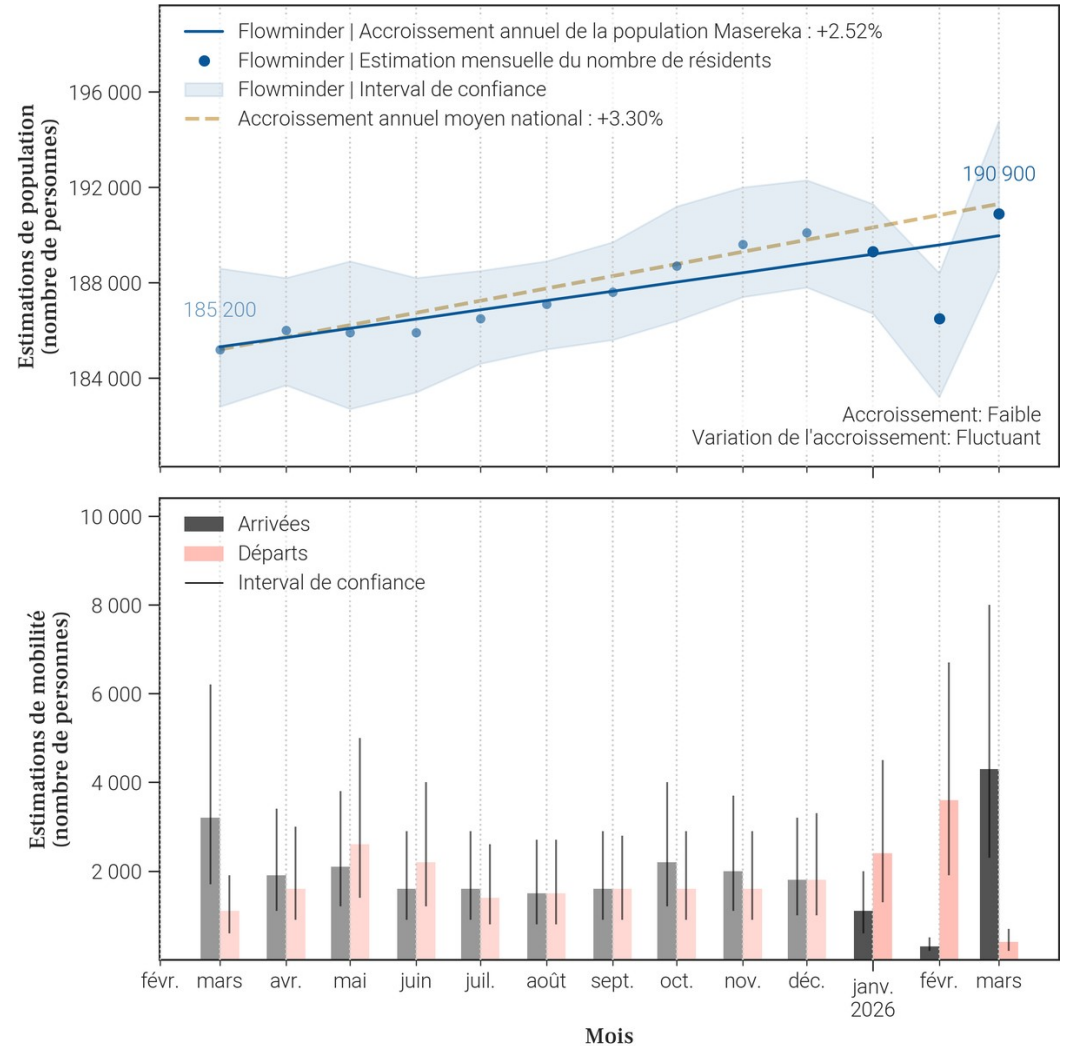 Flowminder | Accroissement annuel de la population Masereka : +2.52%
Flowminder | Estimation mensuelle du nombre de résidents
Flowminder | Interval de confiance
Accroissement annuel moyen national : +3.30%
Estimations de population
(nombre de personnes)
196 000
192 000
188 000
184 000
185 200
190 900
Accroissement: Faible
Variation de l'accroissement: Fluctuant
Arrivées
Départs
Interval de confiance
Estimations de mobilité
(nombre de personnes)
10 000
8 000
6 000
4 000
2 000
févr. mars avr. mai juin juil. août sept. oct. nov. déc. janv. févr. mars
2026
Mois